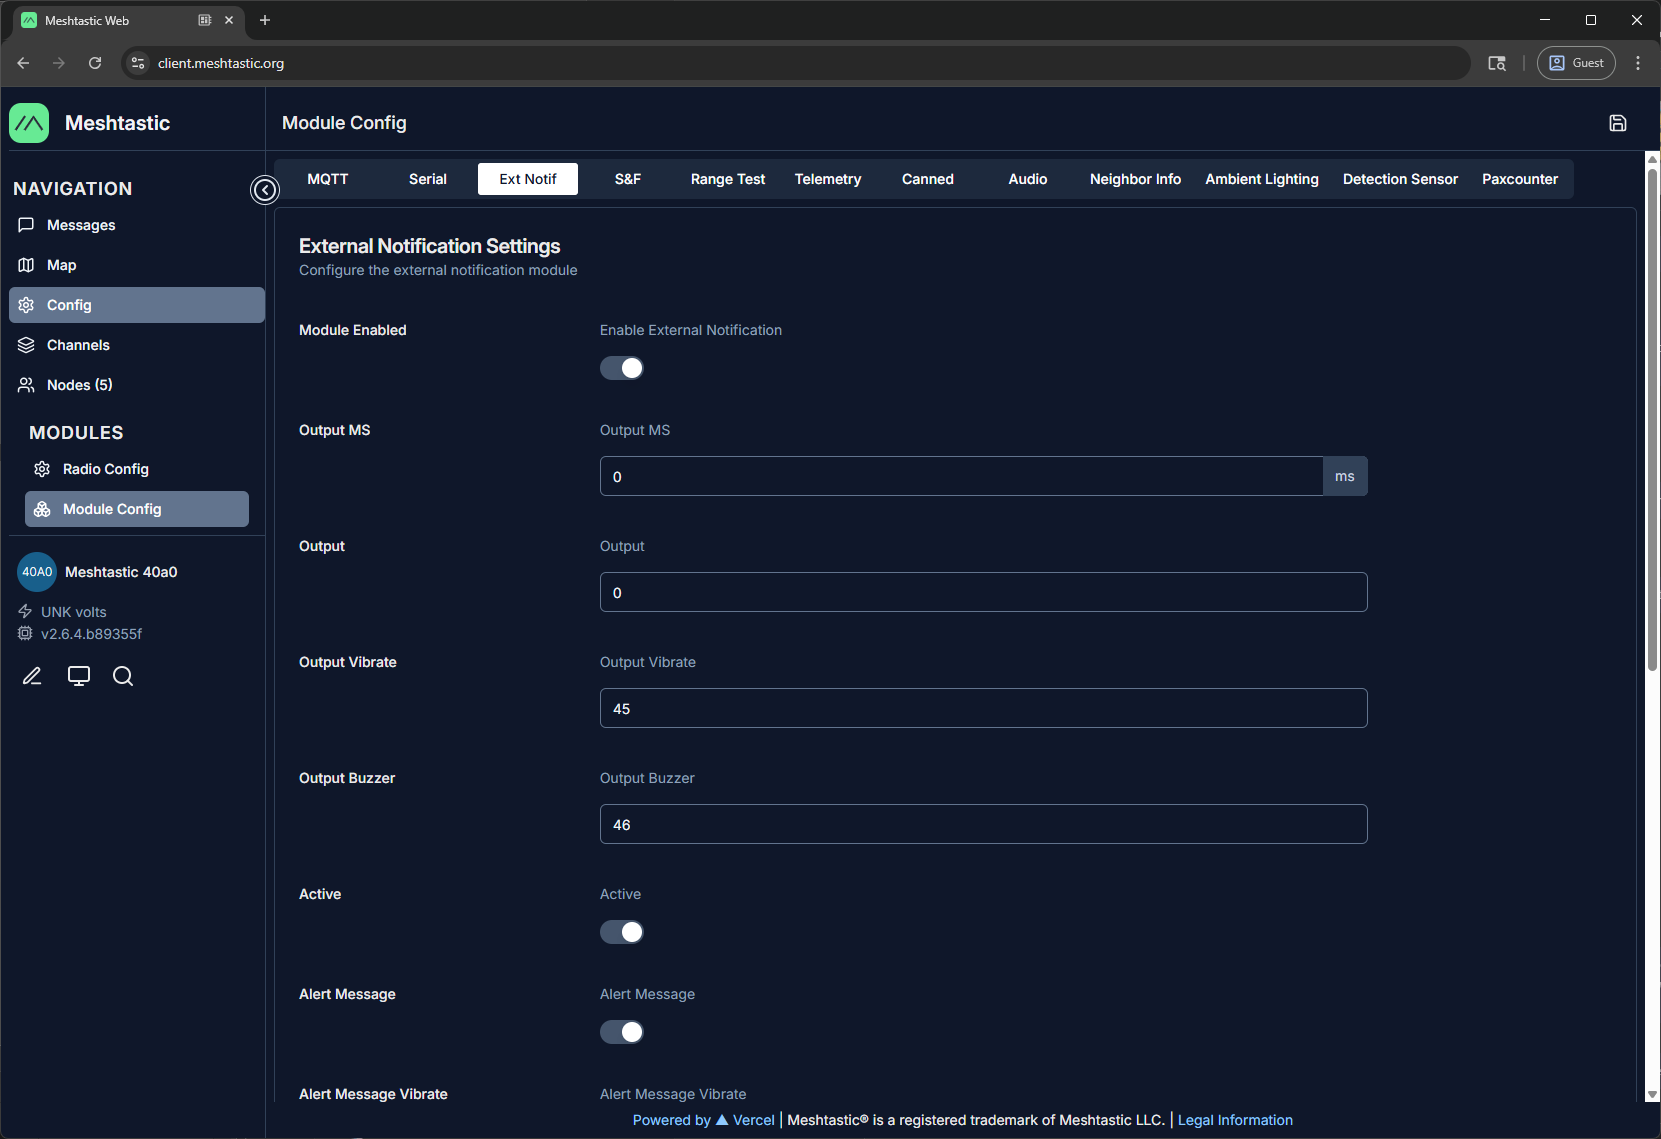 Meshtastic Web
client.meshtastic.org
Guest
Meshtastic
Module Config
NAVIGATION
Messages
Map
Config
Channels
Nodes (5)
MODULES
Radio Config
Module Config
40A0
Meshtastic 40a0
UNK volts
v2.6.4.b89355f
MQTT
Serial
Ext Notif
S&F
Range Test
Telemetry
Canned
Audio
Neighbor Info
Ambient Lighting
Detection Sensor
Paxcounter
External Notification Settings
Configure the external notification module
Module Enabled
Enable External Notification
Output MS
Output MS
0
ms
Output
Output
0
Output Vibrate
Output Vibrate
45
Output Buzzer
Output Buzzer
46
Active
Active
Alert Message
Alert Message
Alert Message Vibrate
Alert Message Vibrate
Powered by ▲ Vercel | Meshtastic® is a registered trademark of Meshtastic LLC. | Legal Information